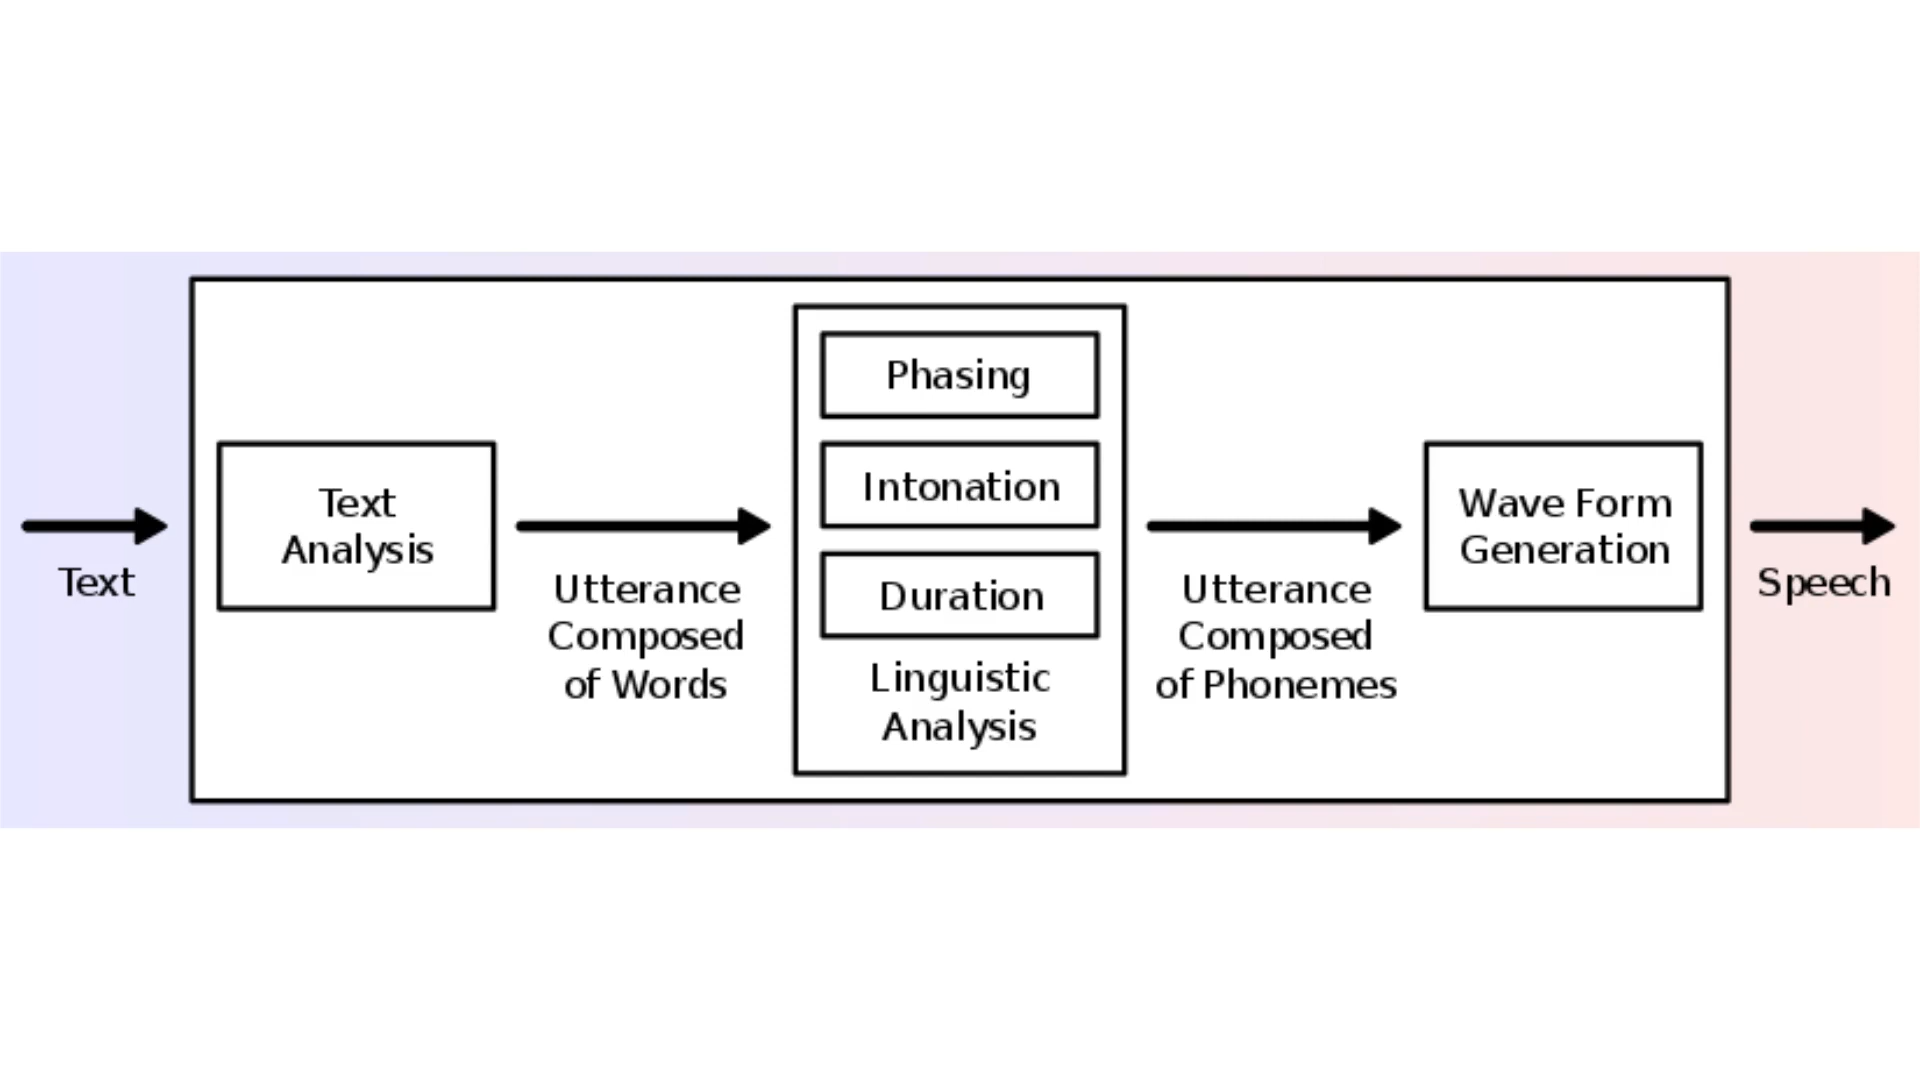 Text
Text
Analysis
Utterance
Composed
of Words
Phasing
Intonation
Duration
Linguistic
Analysis
Utterance
Composed
of Phonemes
Wave Form
Generation
Speech